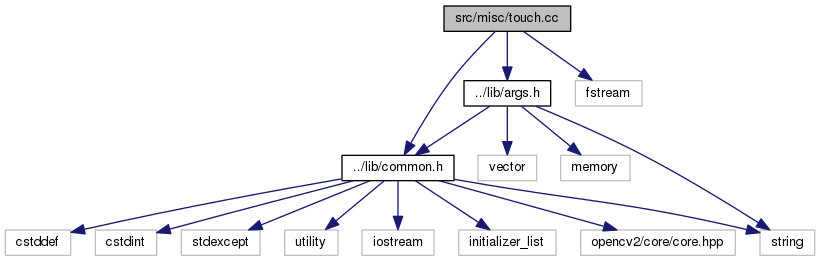 src/misc/touch.cc
../lib/args.h
fstream
../lib/common.h
vector
memory
cstddef
cstdint
stdexcept
utility
iostream
initializer_list
opencv2/core/core.hpp
string